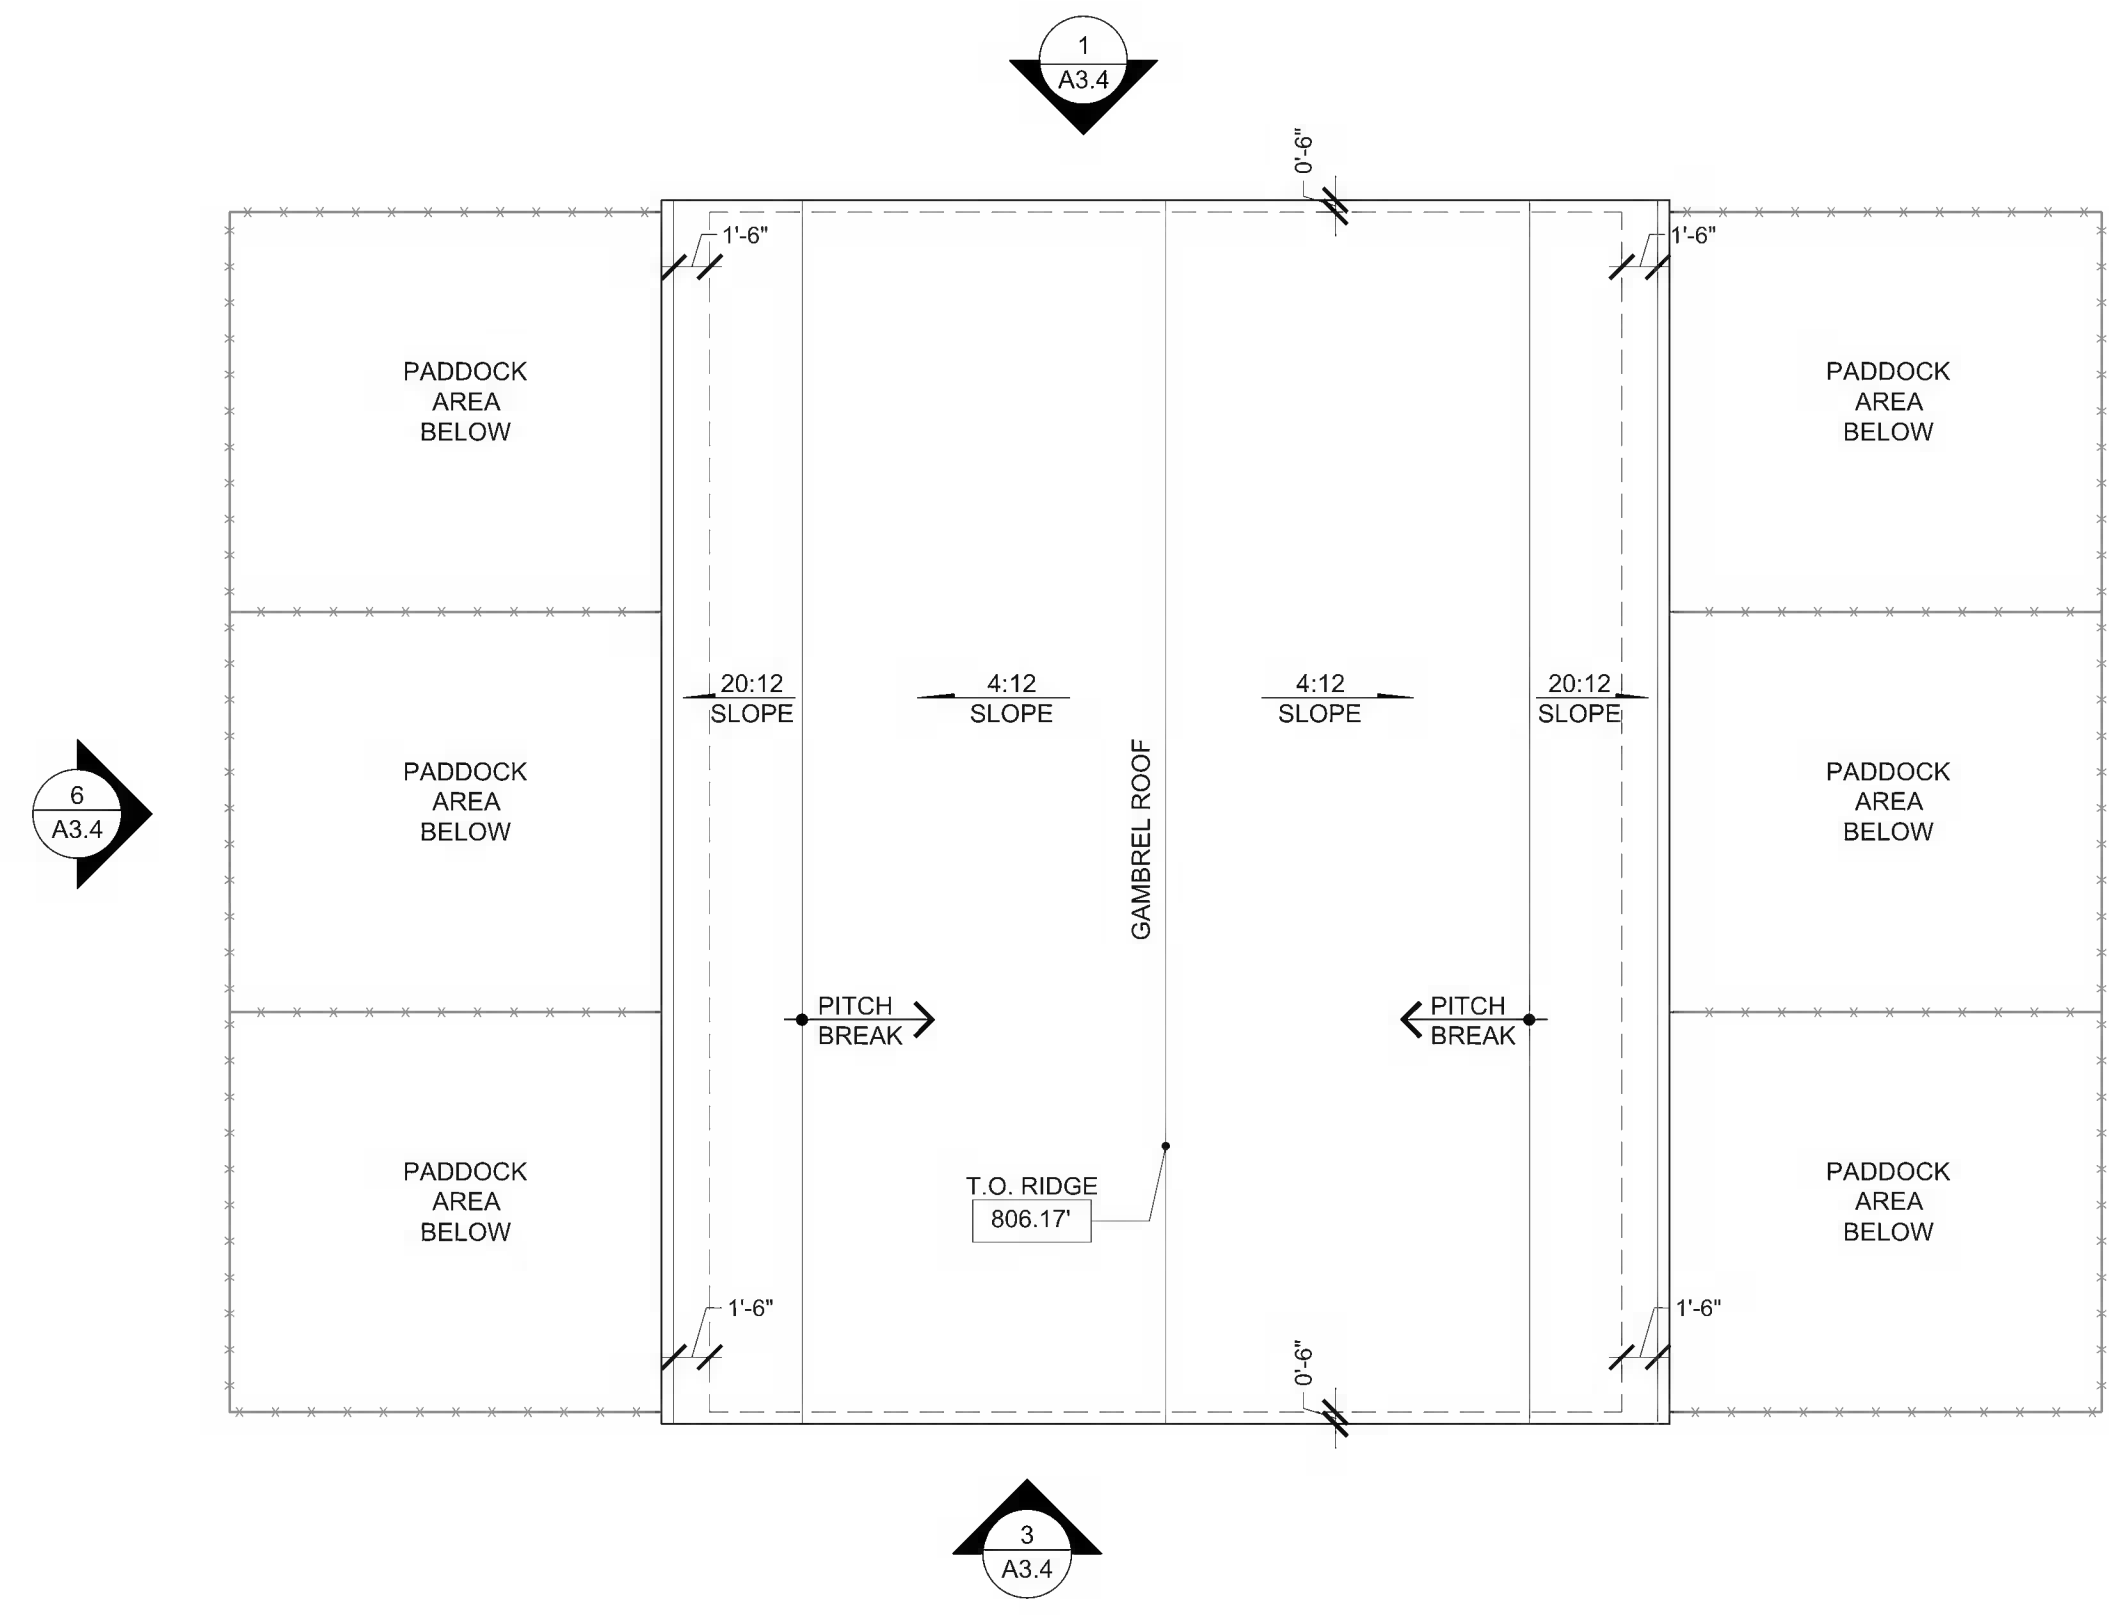 1
A3.4
0'-6"
1'-6"
1'-6"
PADDOCK
AREA
BELOW
PADDOCK
AREA
BELOW
20:12
SLOPE
4:12
SLOPE
4:12
SLOPE
20:12
SLOPE
GAMBREL ROOF
PADDOCK
AREA
BELOW
PADDOCK
AREA
BELOW
6
A3.4
PITCH
BREAK
PITCH
BREAK
PADDOCK
AREA
BELOW
T.O. RIDGE
806.17'
PADDOCK
AREA
BELOW
1'-6"
0'-6"
1'-6"
3
A3.4